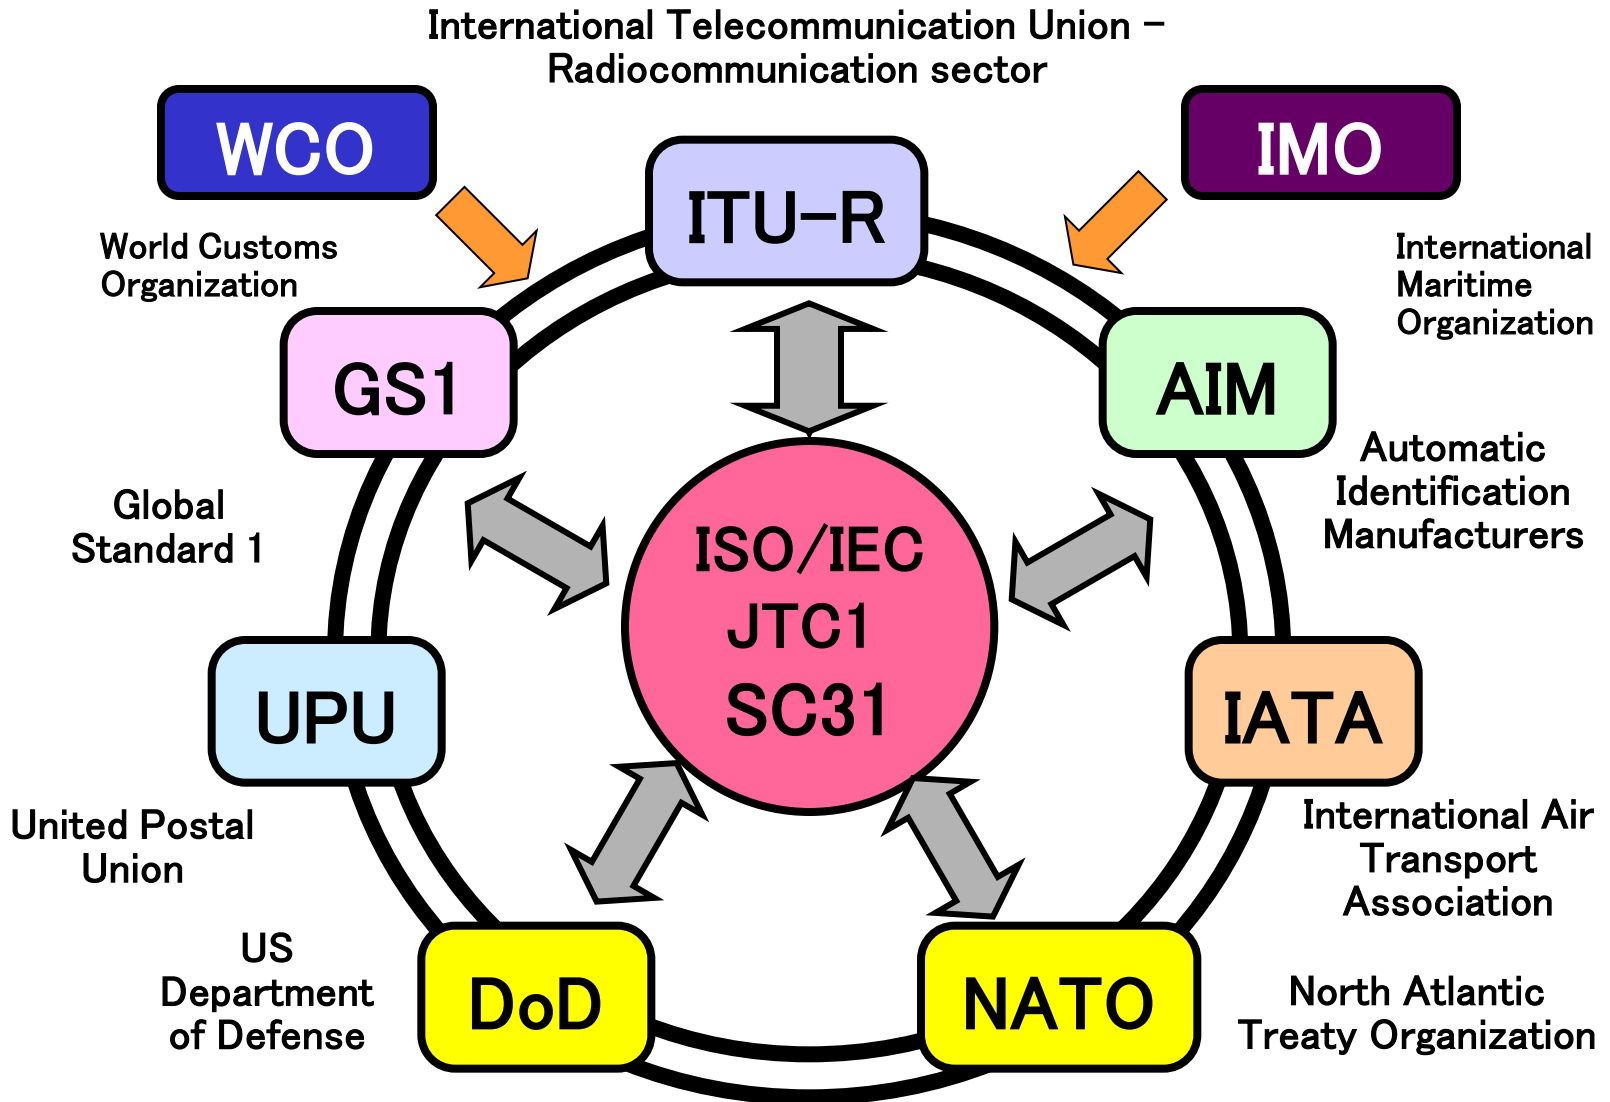 International Telecommunication Union –
Radiocommunication sector
WCO
IMO
ITU-R
World Customs
Organization
International
Maritime
Organization
GS1
AIM
Global
Standard 1
Automatic
Identification
Manufacturers
ISO/IEC
JTC1
SC31
UPU
IATA
United Postal
Union
International Air
Transport
Association
US
Department
of Defense
DoD
NATO
North Atlantic
Treaty Organization